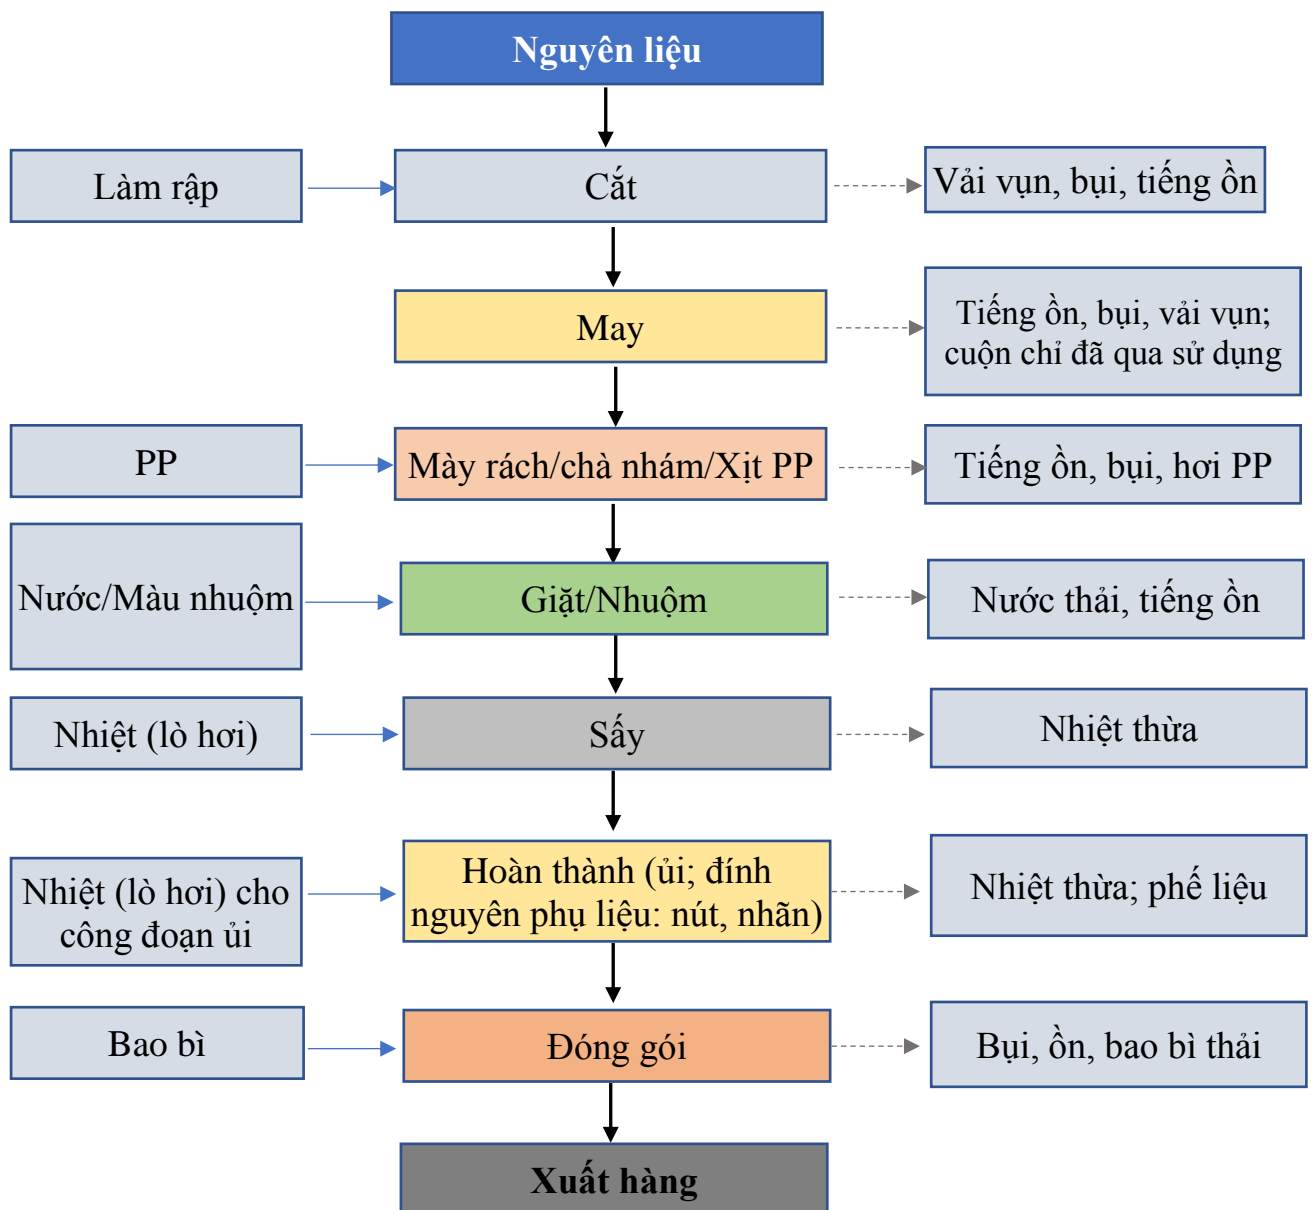 Nguyên liệu
Làm rập
Cắt
Vải vụn, bụi, tiếng ồn
May
Tiếng ồn, bụi, vải vụn;
cuộn chỉ đã qua sử dụng
PP
Mày rách/chà nhám/Xịt PP
Tiếng ồn, bụi, hơi PP
Nước/Màu nhuộm
Giặt/Nhuộm
Nước thải, tiếng ồn
Nhiệt (lò hơi)
Sấy
Nhiệt thừa
Nhiệt (lò hơi) cho
công đoạn ủi
Hoàn thành (ủi; đính
nguyên phụ liệu: nút, nhãn)
Nhiệt thừa; phế liệu
Bao bì
Đóng gói
Bụi, ồn, bao bì thải
Xuất hàng